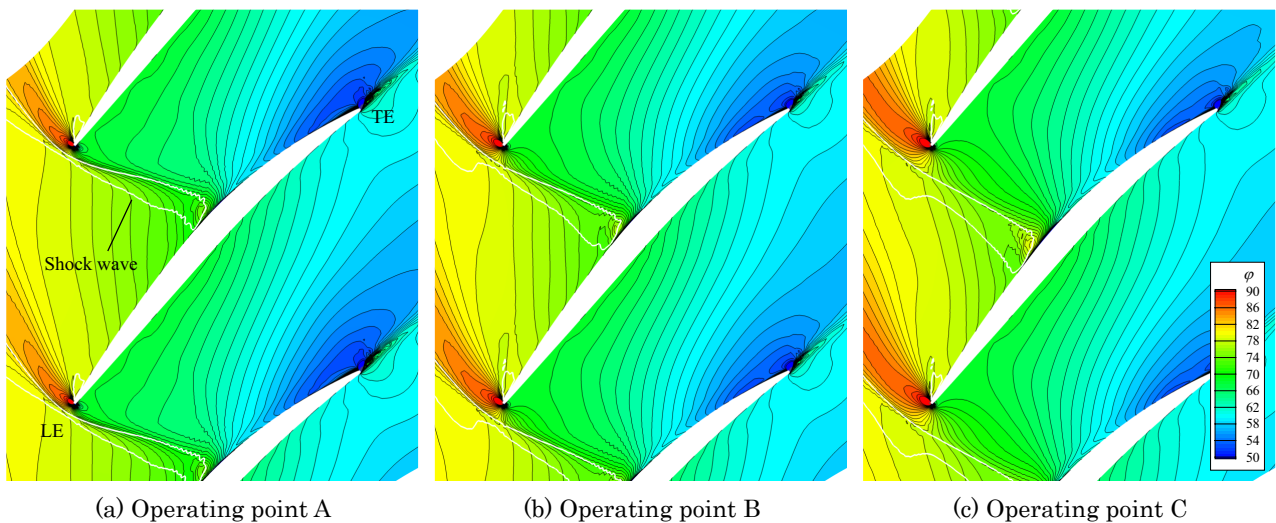 TE
Shock wave
LE
φ
90
86
82
78
74
70
66
62
58
54
50
(a) Operating point A
(b) Operating point B
(c) Operating point C